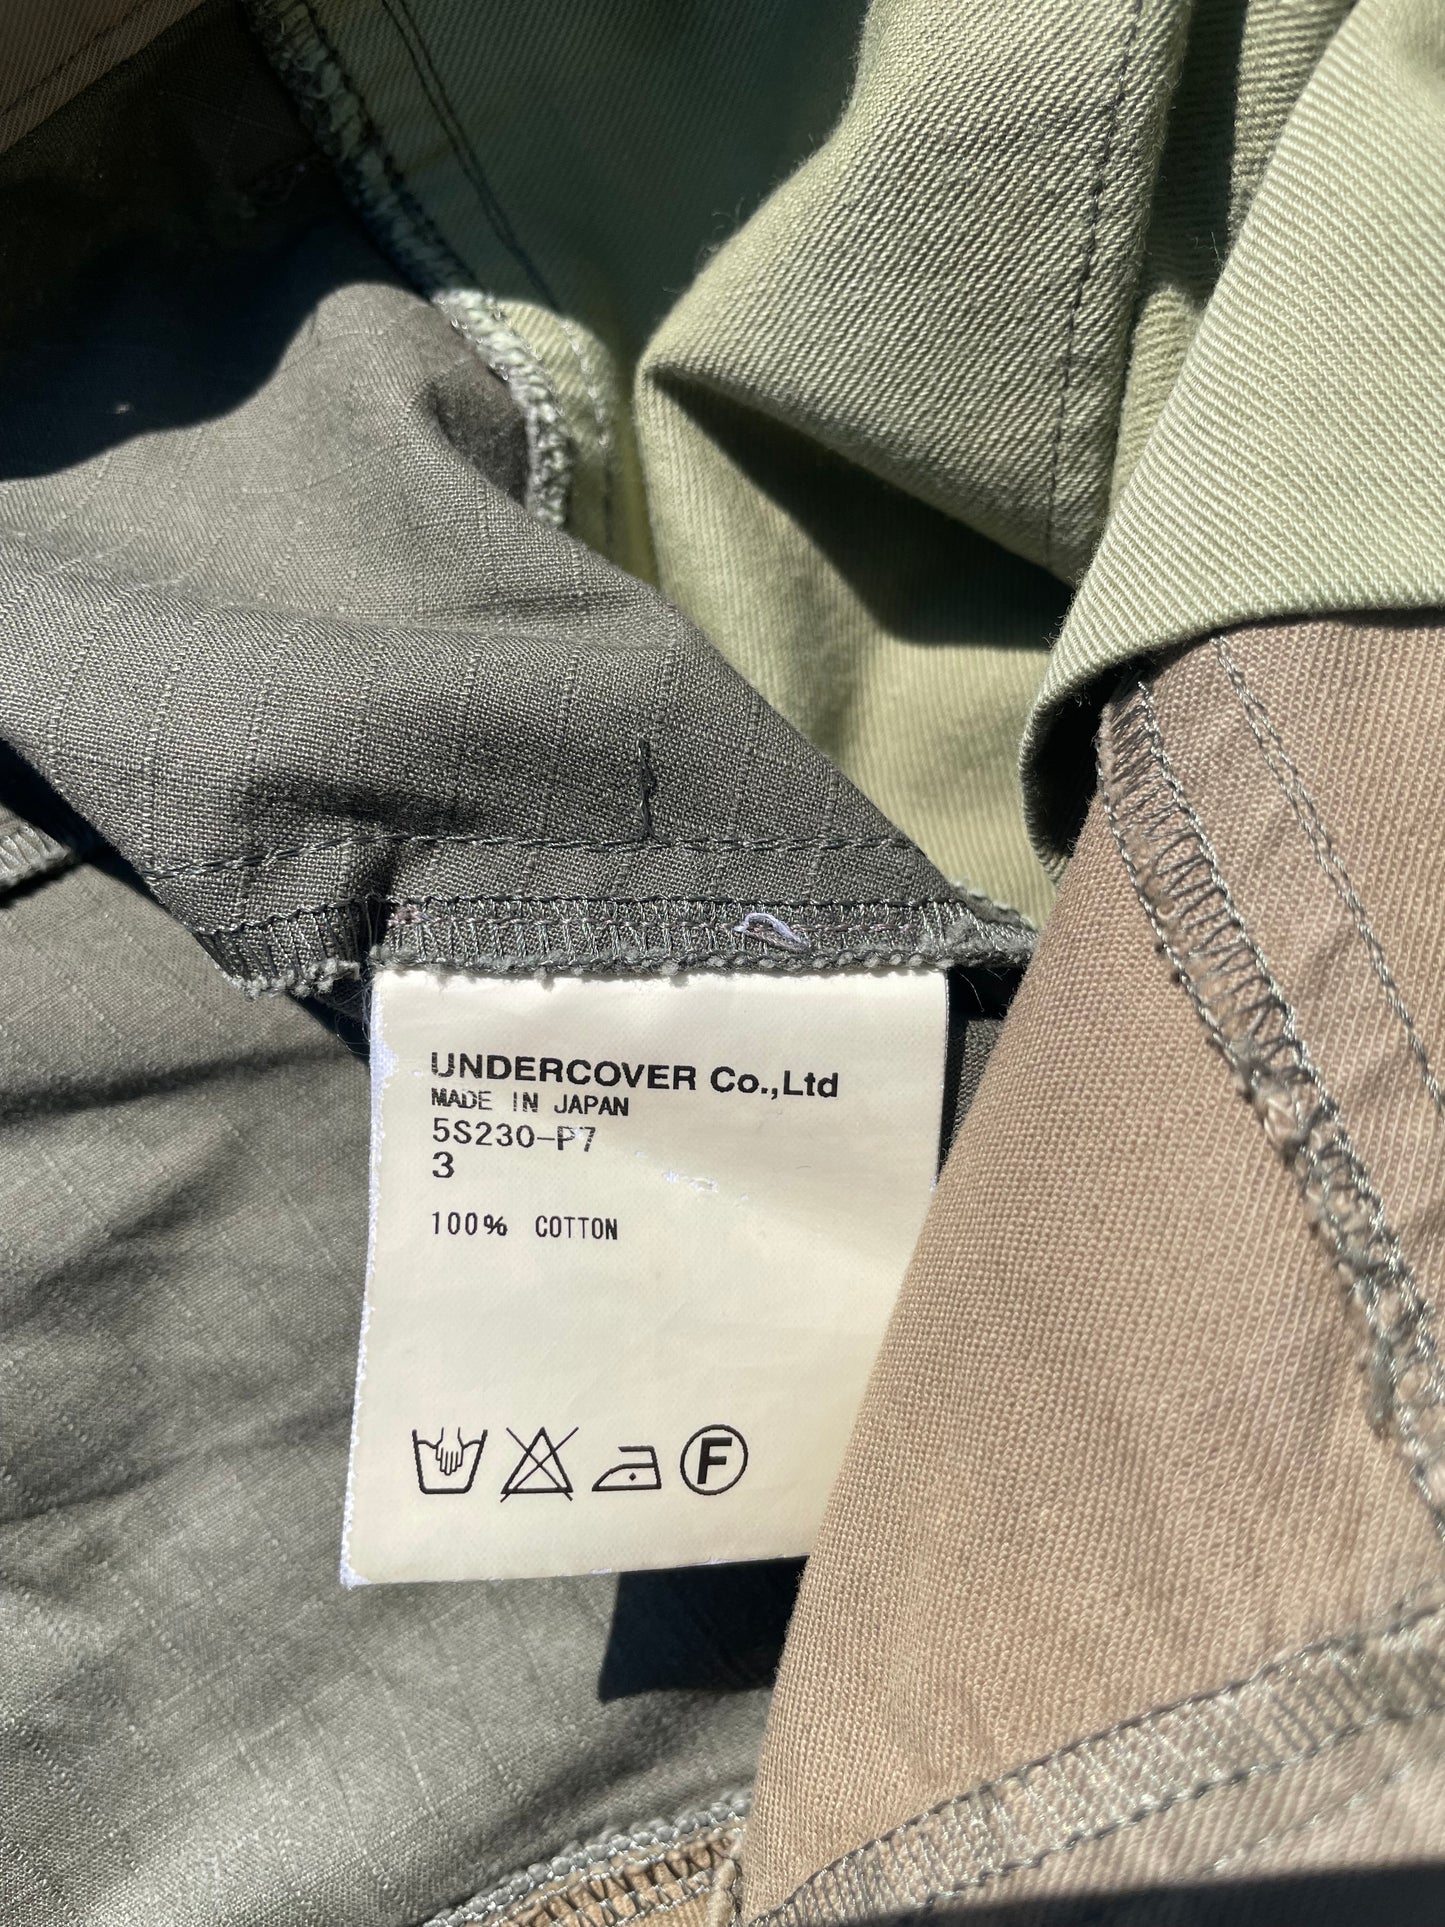 UNDERCOVER Co.,Ltd
MADE IN JAPAN
5S230-P7
3
100% COTTON
F